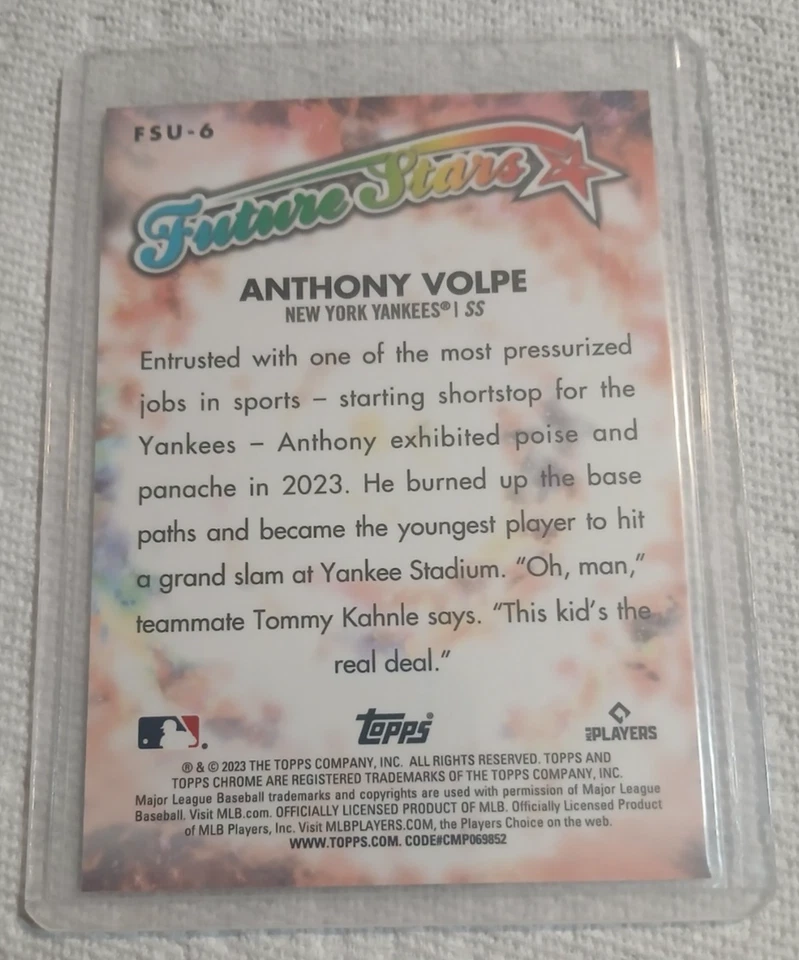 FSU-6
Future Stars
ANTHONY VOLPE
NEW YORK YANKEES® | SS
Entrusted with one of the most pressurized
jobs in sports – starting shortstop for the
Yankees – Anthony exhibited poise and
panache in 2023. He burned up the base
paths and became the youngest player to hit
a grand slam at Yankee Stadium. “Oh, man,”
teammate Tommy Kahnle says. “This kid’s the
real deal.”
topps® MLB PLAYERS
® & © 2023 THE TOPPS COMPANY, INC. ALL RIGHTS RESERVED. TOPPS AND
TOPPS CHROME ARE REGISTERED TRADEMARKS OF THE TOPPS COMPANY, INC.
Major League Baseball trademarks and copyrights are used with permission of Major League
Baseball. Visit MLB.com. OFFICIALLY LICENSED PRODUCT OF MLB. Officially Licensed Product
of MLB Players, Inc. Visit MLBPLAYERS.COM, the Players Choice on the web.
WWW.TOPPS.COM. CODE#CMP069852